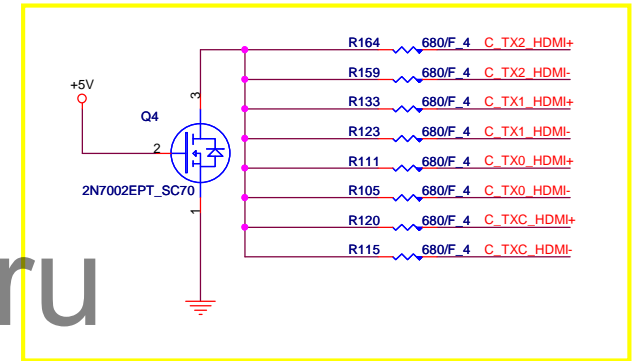 R164 680/F_4 C_TX2_HDMI+
R159 680/F_4 C_TX2_HDMI-
+5V
R133 680/F_4 C_TX1_HDMI+
3
Q4
R123 680/F_4 C_TX1_HDMI-
2
R111 680/F_4 C_TX0_HDMI+
2N7002EPT_SC70
R105 680/F_4 C_TX0_HDMI-
1
R120 680/F_4 C_TXC_HDMI+
R115 680/F_4 C_TXC_HDMI-
ru